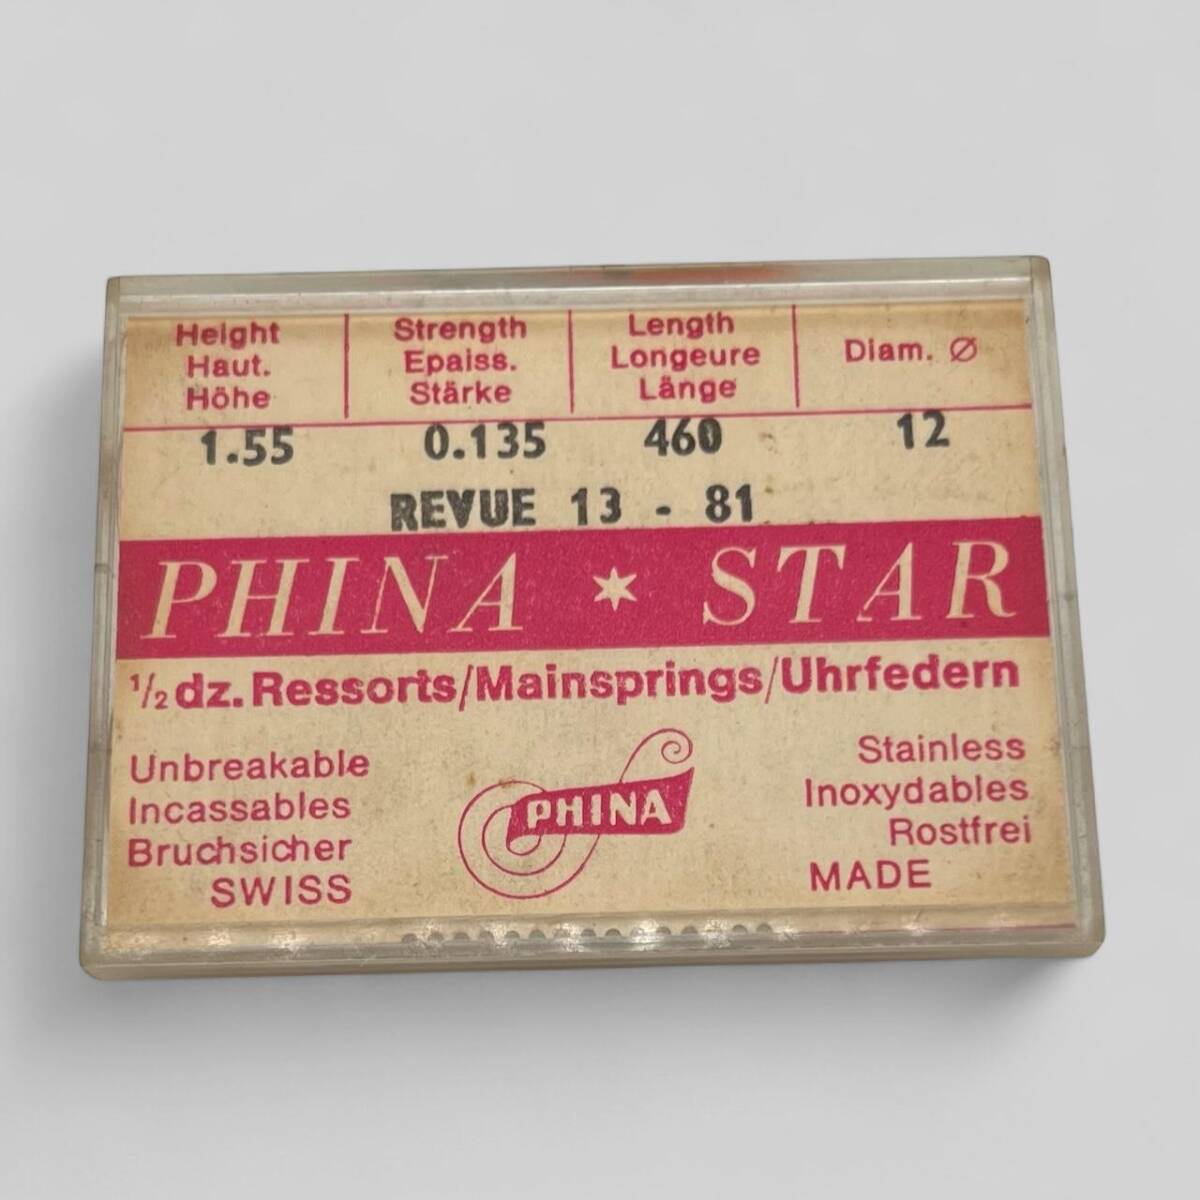 Height
Haut.
Höhe
Strength
Epaiss.
Stärke
Length
Longeure
Länge
Diam. Ø
1.55 0.135 460 12
REVUE 13 - 81
PHINA ✶ STAR
1/2 dz. Ressorts/Mainsprings/Uhrfedern
Unbreakable
Incassables
Bruchsicher
SWISS
PHINA
Stainless
Inoxydables
Rostfrei
MADE